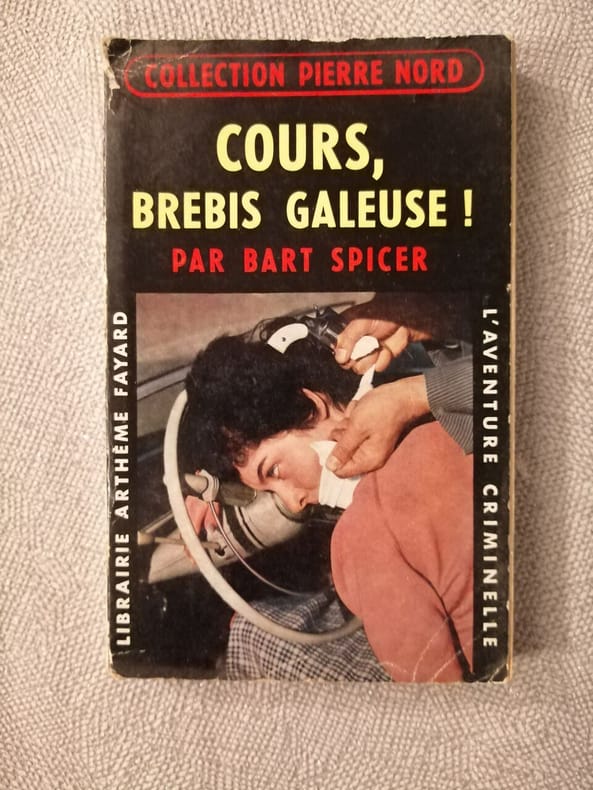 COLLECTION PIERRE NORD
COURS,
BREBIS GALEUSE !
PAR BART SPICER
LIBRAIRIE ARTHÈME FAYARD
L'AVENTURE CRIMINELLE